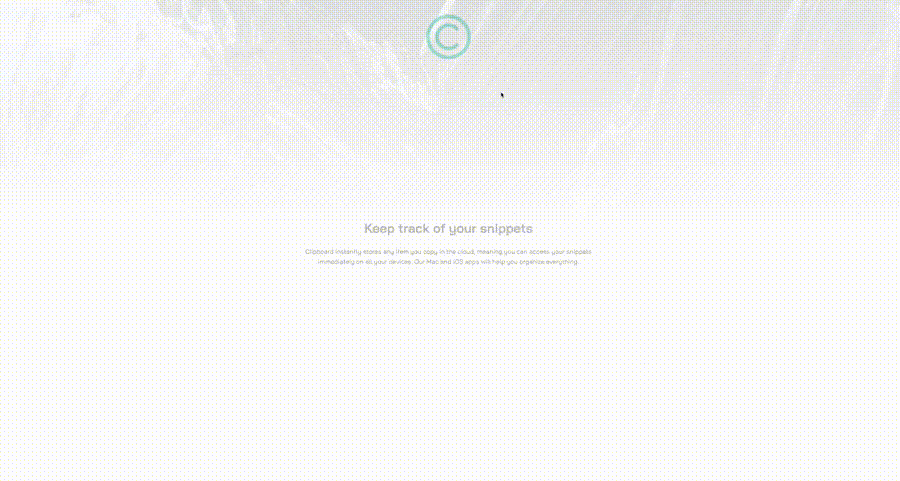 ©
Keep track of your snippets
Clipboard instantly stores any item you copy in the cloud, meaning you can access your snippets
immediately on all your devices. Our Mac and iOS apps will help you organize everything.